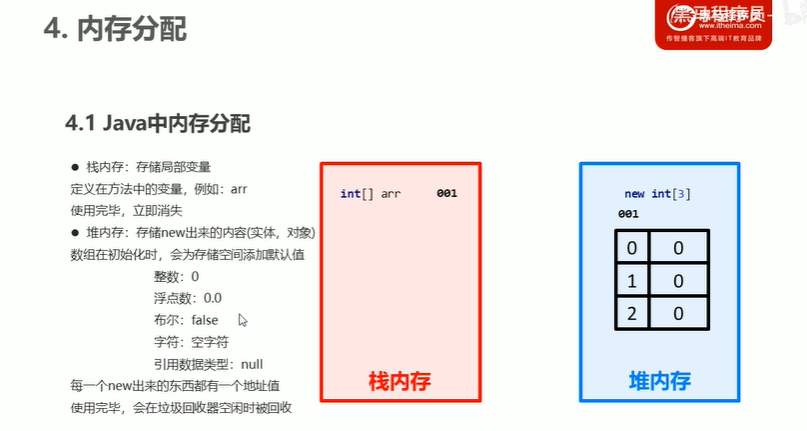 4. 内存分配
黑马程序员
www.itheima.com
传智播客旗下高端IT教育品牌
4.1 Java中内存分配
● 栈内存：存储局部变量
定义在方法中的变量，例如：arr
使用完毕，立即消失
● 堆内存：存储new出来的内容(实体，对象)
数组在初始化时，会为存储空间添加默认值
整数：0
浮点数：0.0
布尔：false
字符：空字符
引用数据类型：null
每一个new出来的东西都有一个地址值
使用完毕，会在垃圾回收器空闲时被回收
int[] arr 001
栈内存
new int[3]
001
0 0
1 0
2 0
堆内存